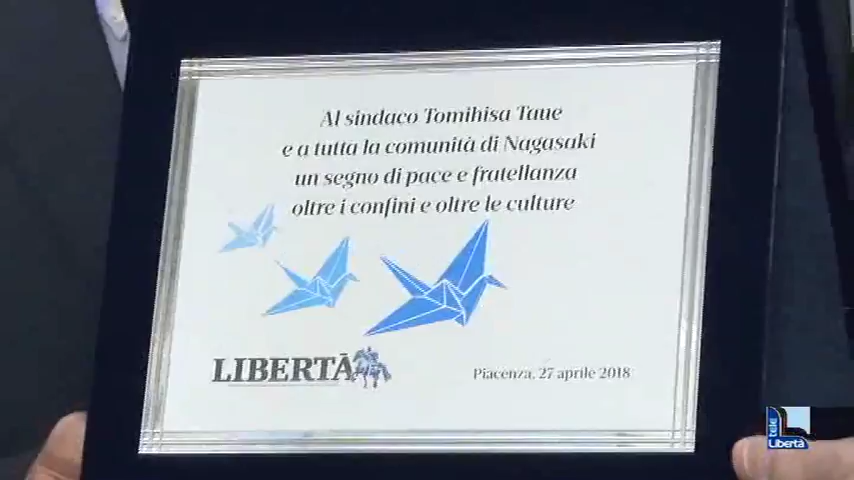 Al sindaco Tomihisa Taue
e a tutta la comunità di Nagasaki
un segno di pace e fratellanza
oltre i confini e oltre le culture
LIBERTÀ
Piacenza, 27 aprile 2018
tele
Libertà